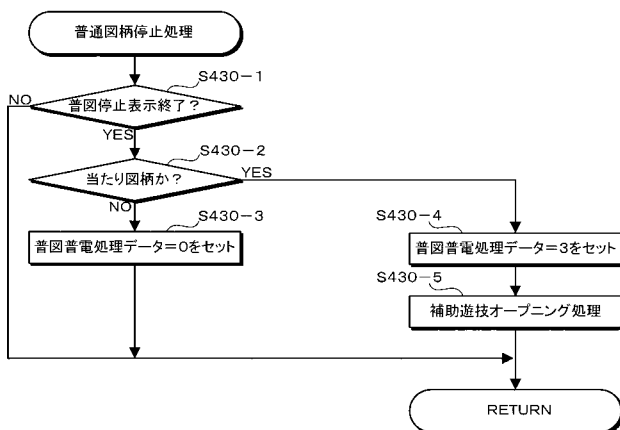 普通図柄停止処理
S430-1
NO
普図停止表示終了？
YES
S430-2
当たり図柄か？
YES
NO
S430-3
S430-4
普図普電処理データ=0をセット
普図普電処理データ=3をセット
S430-5
補助遊技オープニング処理
RETURN